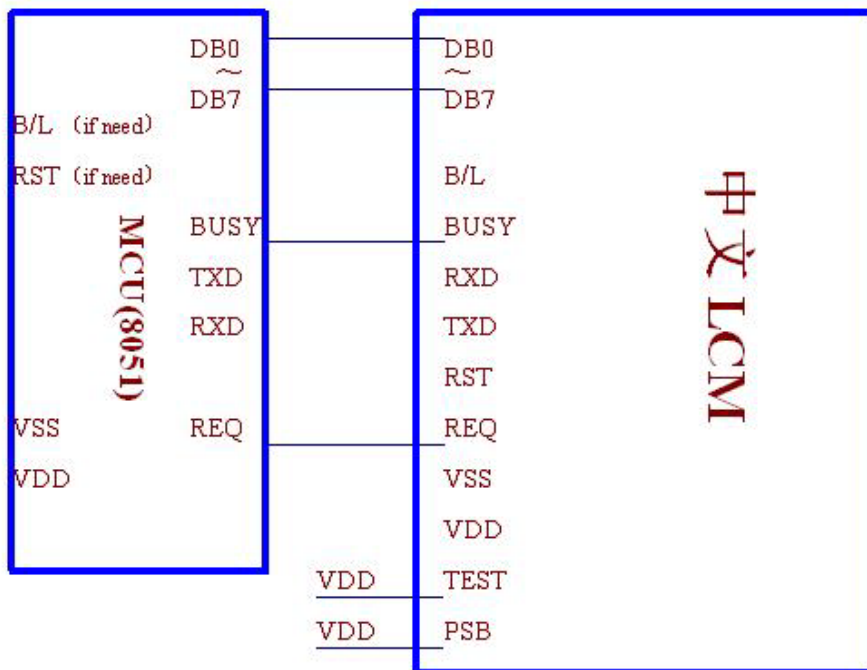 DB0
~
DB7
B/L (if need)
RST (if need)
BUSY
TXD
RXD
MCU(8051)
VSS
REQ
VDD
DB0
~
DB7
B/L
BUSY
RXD
TXD
RST
REQ
VSS
VDD
VDD
TEST
VDD
PSB
中文 LCM